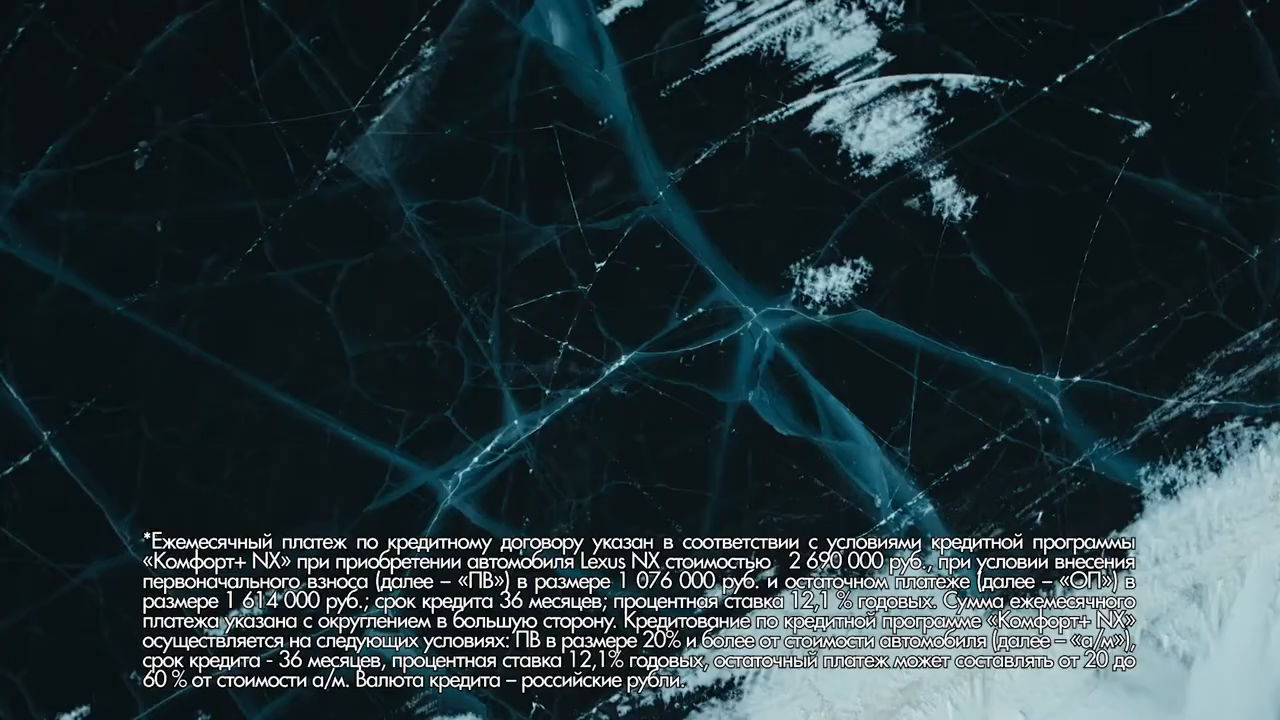 *Ежемесячный платеж по кредитному договору указан в соответствии с условиями кредитной программы
«Комфорт+ NX» при приобретении автомобиля Lexus NX стоимостью 2 690 000 руб., при условии внесения
первоначального взноса (далее – «ПВ») в размере 1 076 000 руб. и остаточном платеже (далее – «ОП») в
размере 1 614 000 руб.; срок кредита 36 месяцев; процентная ставка 12,1 % годовых. Сумма ежемесячного
платежа указана с округлением в большую сторону. Кредитование по кредитной программе «Комфорт+ NX»
осуществляется на следующих условиях: ПВ в размере 20% и более от стоимости автомобиля (далее – «а/м»),
срок кредита - 36 месяцев, процентная ставка 12,1% годовых, остаточный платеж может составлять от 20 до
60 % от стоимости а/м. Валюта кредита – российские рубли.